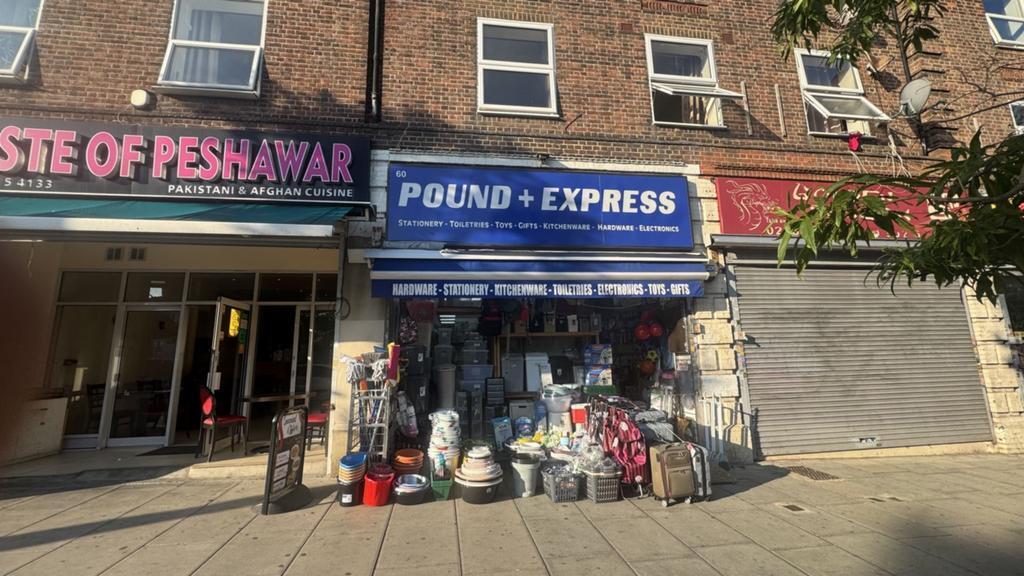 STE OF PESHAWAR
5 4133
PAKISTANI & AFGHAN CUISINE
60
POUND + EXPRESS
STATIONERY - TOILETRIES - TOYS - GIFTS - KITCHENWARE - HARDWARE - ELECTRONICS
HARDWARE - STATIONERY - KITCHENWARE - TOILETRIES - ELECTRONICS - TOYS - GIFTS